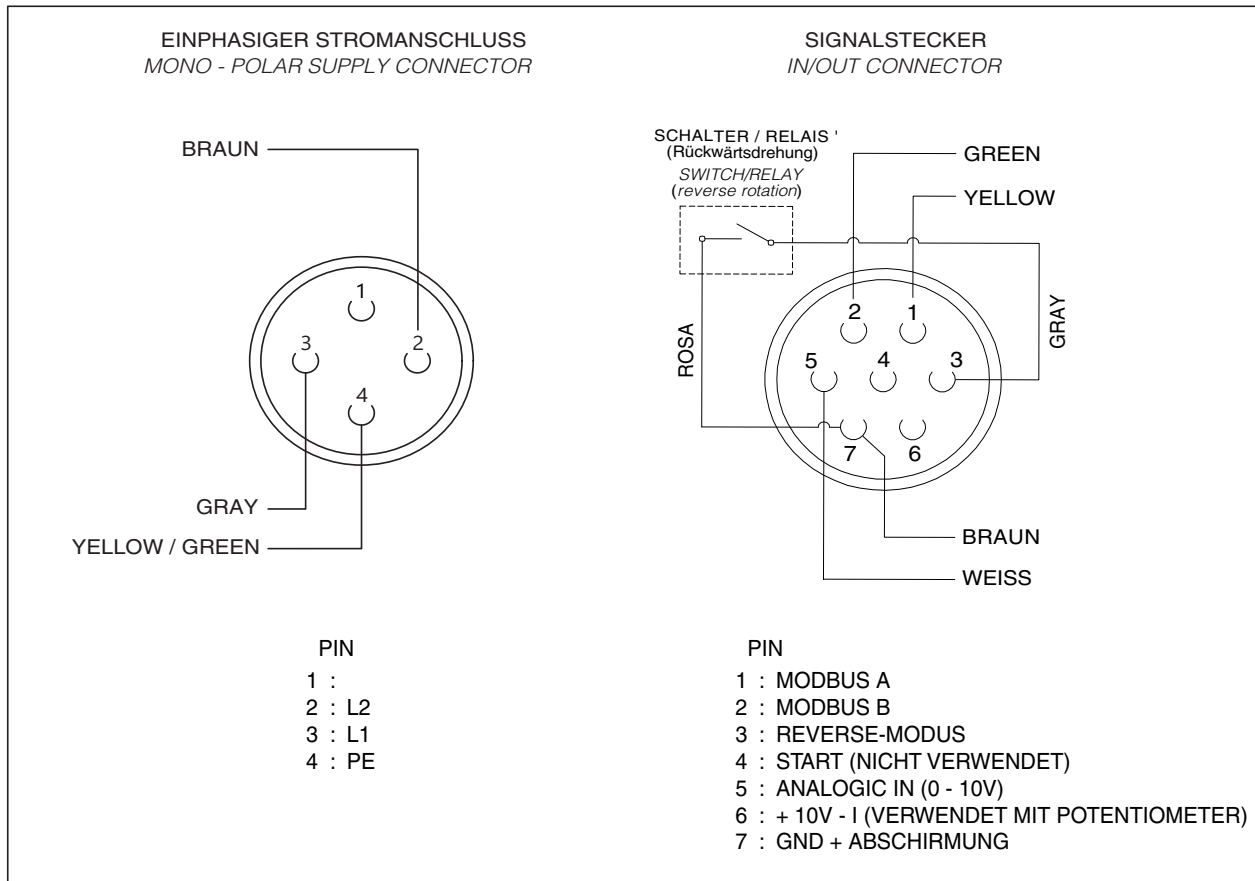 EINPHASIGER STROMANSCHLUSS
MONO - POLAR SUPPLY CONNECTOR
BRAUN
1
3
2
4
GRAY
YELLOW / GREEN
PIN
1 :
2 : L2
3 : L1
4 : PE
SIGNALSTECKER
IN/OUT CONNECTOR
SCHALTER / RELAIS '
(Rückwärtsdrehung)
SWITCH/RELAY
(reverse rotation)
GREEN
YELLOW
ROSA
GRAY
2
1
5
4
3
7
6
BRAUN
WEISS
PIN
1 : MODBUS A
2 : MODBUS B
3 : REVERSE-MODUS
4 : START (NICHT VERWENDET)
5 : ANALOGIC IN (0 - 10V)
6 : + 10V - I (VERWENDET MIT POTENTIOMETER)
7 : GND + ABSCHIRMUNG